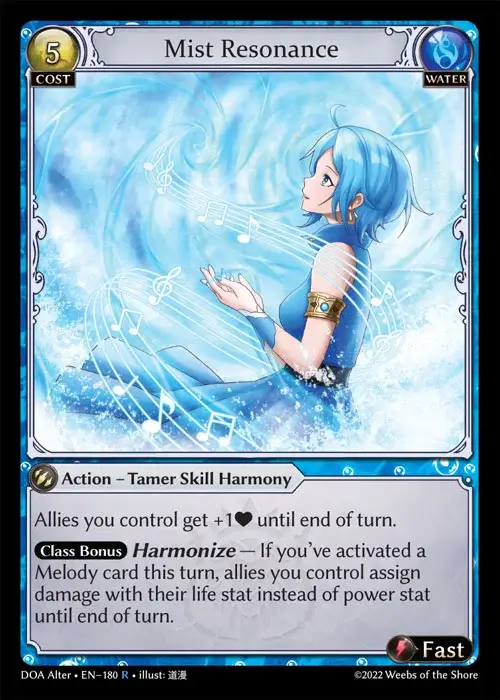 5
COST
Mist Resonance
WATER
Action – Tamer Skill Harmony
Allies you control get +1♥ until end of turn.
Class Bonus Harmonize — If you've activated a
Melody card this turn, allies you control assign
damage with their life stat instead of power stat
until end of turn.
Fast
DOA Alter • EN–180 R • illust: 道漫
©2022 Weebs of the Shore